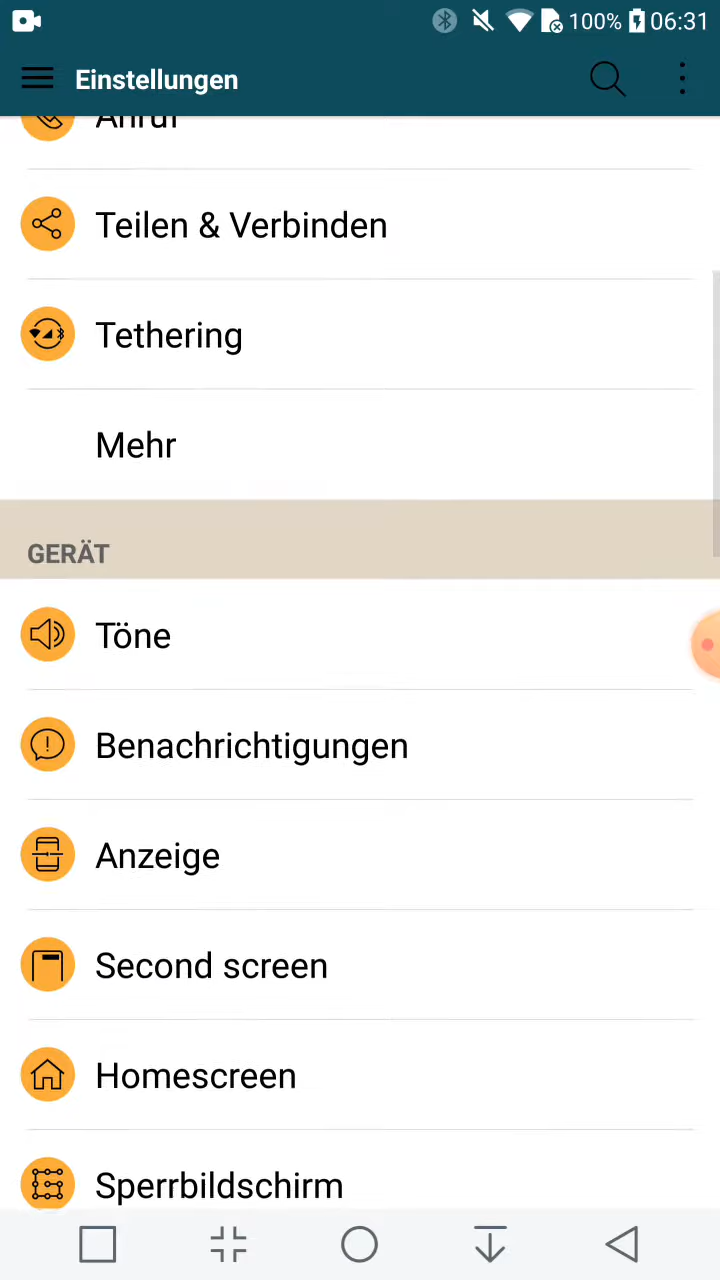 100% 06:31
Einstellungen
Anruf
Teilen & Verbinden
Tethering
Mehr
GERÄT
Töne
Benachrichtigungen
Anzeige
Second screen
Homescreen
Sperrbildschirm